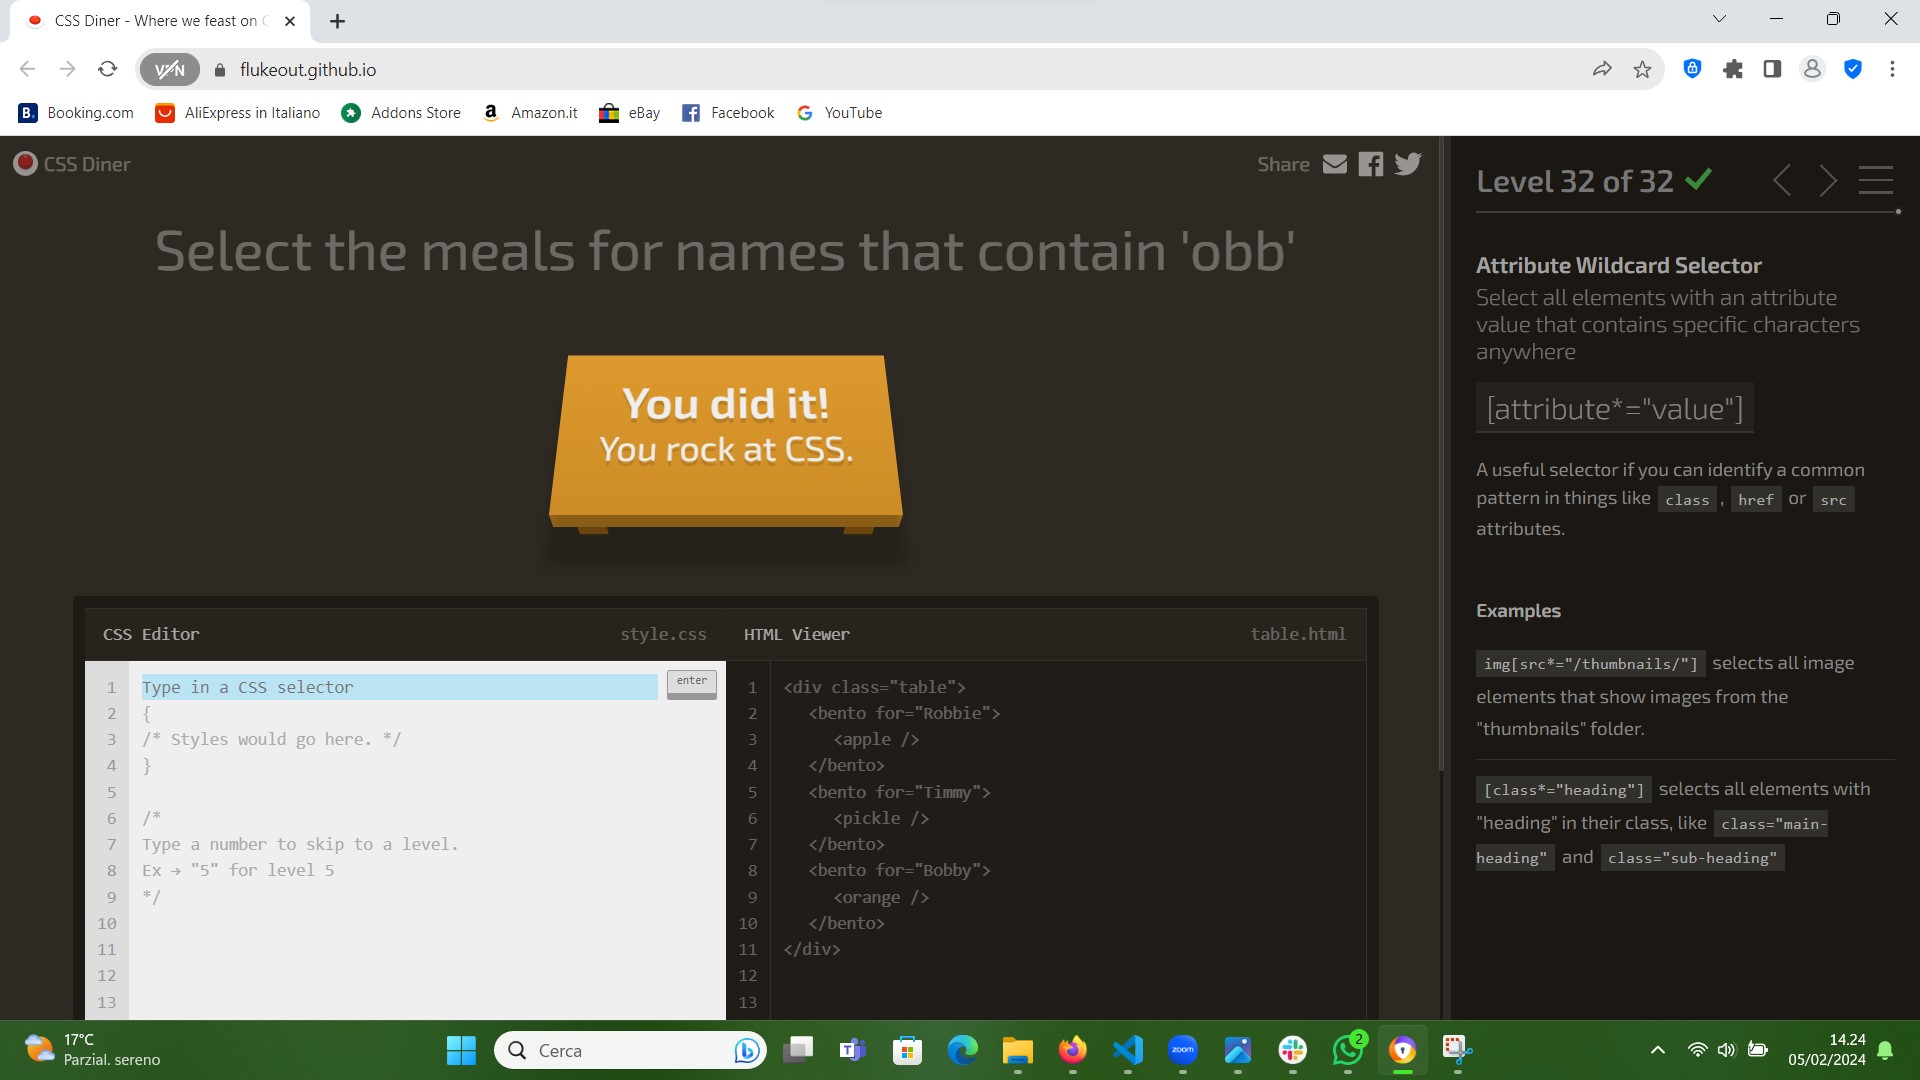 CSS Diner - Where we feast on C
VPN
flukeout.github.io
B. Booking.com
AliExpress in Italiano
Addons Store
a Amazon.it
eBay
Facebook
YouTube
CSS Diner
Share
Select the meals for names that contain 'obb'
You did it!
You rock at CSS.
CSS Editor style.css
1 Type in a CSS selector
enter
2 {
3 /* Styles would go here. */
4 }
5
6 /*
7 Type a number to skip to a level.
8 Ex → "5" for level 5
9 */
10
11
12
13
HTML Viewer table.html
1 <div class="table">
2 <bento for="Robbie">
3 <apple />
4 </bento>
5 <bento for="Timmy">
6 <pickle />
7 </bento>
8 <bento for="Bobby">
9 <orange />
10 </bento>
11 </div>
12
13
Level 32 of 32
Attribute Wildcard Selector
Select all elements with an attribute
value that contains specific characters
anywhere
[attribute*="value"]
A useful selector if you can identify a common
pattern in things like class , href or src
attributes.
Examples
img[src*="/thumbnails/"] selects all image
elements that show images from the
"thumbnails" folder.
[class*="heading"] selects all elements with
"heading" in their class, like class="main-
heading" and class="sub-heading"
17°C
Parzial. sereno
Cerca
zoom
2
14.24
05/02/2024